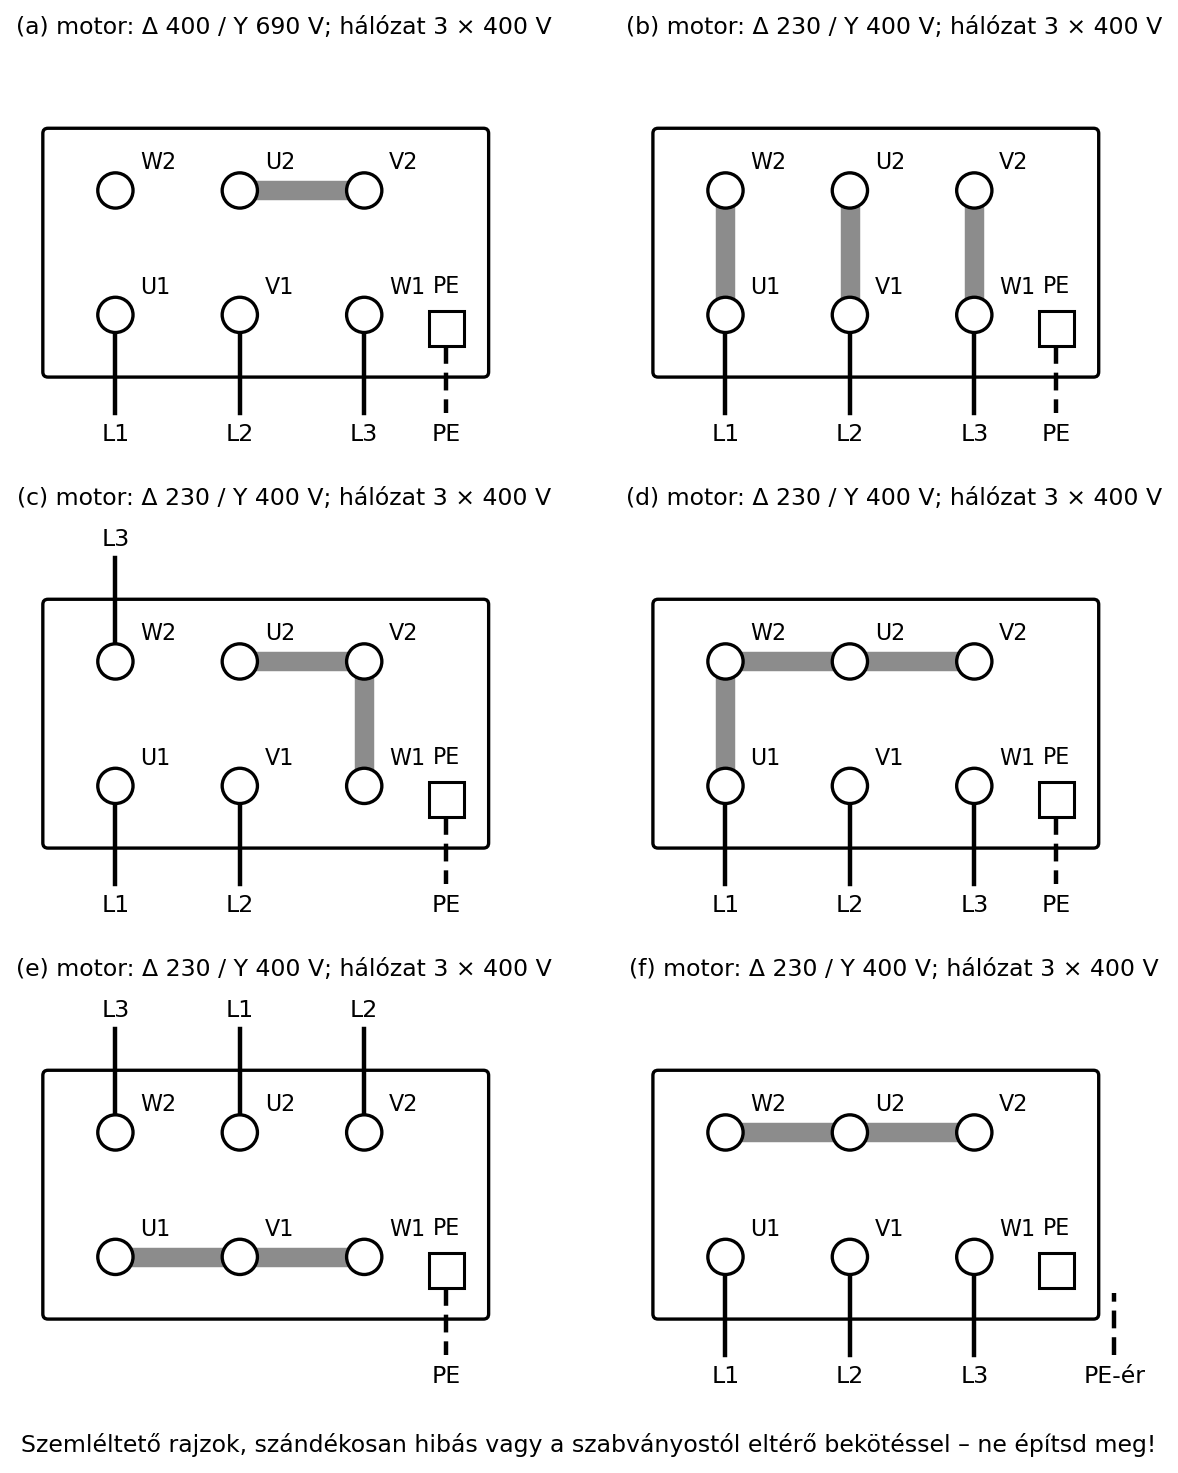 (a) motor: Δ 400 / Y 690 V; hálózat 3 × 400 V
W2 U2 V2
U1 V1 W1 PE
L1 L2 L3 PE
(b) motor: Δ 230 / Y 400 V; hálózat 3 × 400 V
W2 U2 V2
U1 V1 W1 PE
L1 L2 L3 PE
(c) motor: Δ 230 / Y 400 V; hálózat 3 × 400 V
L3
W2 U2 V2
U1 V1 W1 PE
L1 L2 PE
(d) motor: Δ 230 / Y 400 V; hálózat 3 × 400 V
W2 U2 V2
U1 V1 W1 PE
L1 L2 L3 PE
(e) motor: Δ 230 / Y 400 V; hálózat 3 × 400 V
L3 L1 L2
W2 U2 V2
U1 V1 W1 PE
PE
(f) motor: Δ 230 / Y 400 V; hálózat 3 × 400 V
W2 U2 V2
U1 V1 W1 PE
L1 L2 L3 PE-ér
Szemléltető rajzok, szándékosan hibás vagy a szabványostól eltérő bekötéssel – ne építsd meg!